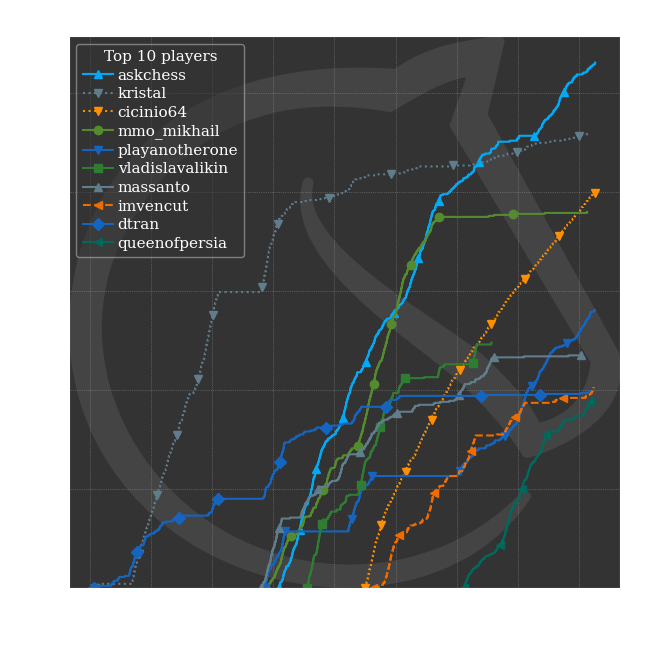 Top 10 players
askchess
kristal
cicinio64
mmo_mikhail
playanotherone
vladislavalikin
massanto
imvencut
dtran
queenofpersia